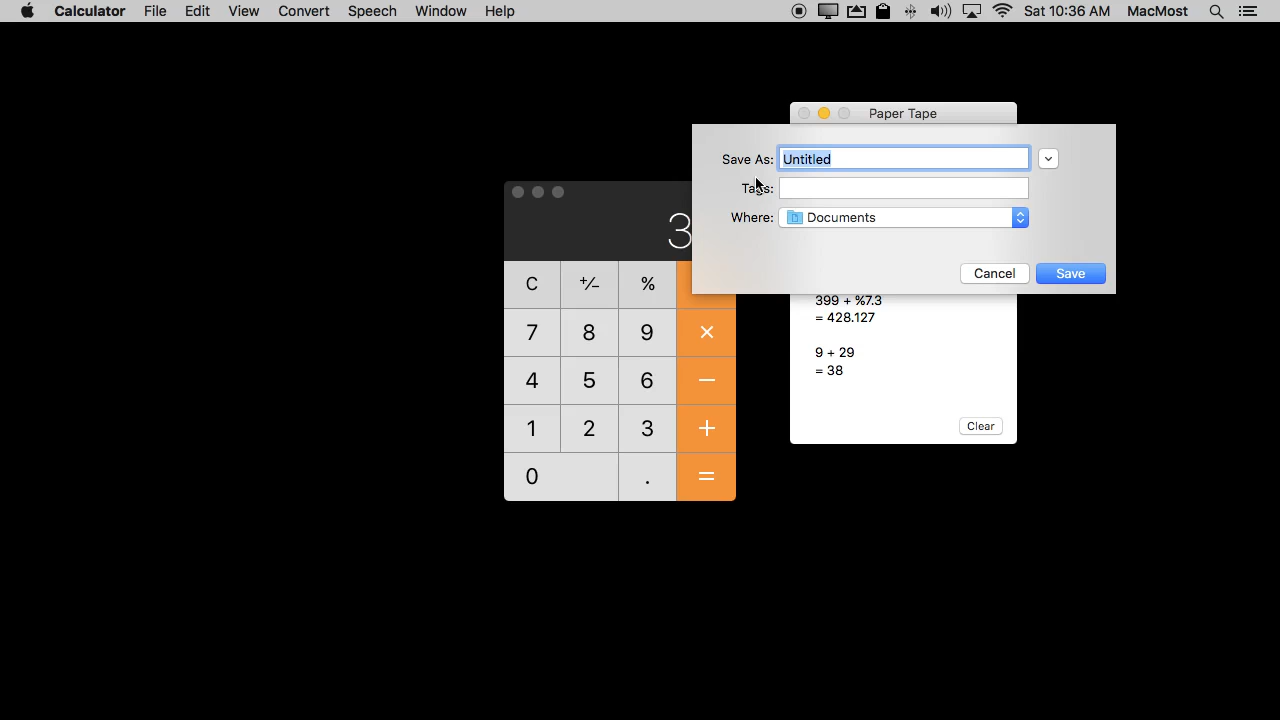 Calculator File Edit View Convert Speech Window Help Sat 10:36 AM MacMost
Paper Tape
Save As: Untitled
Tags:
Where: Documents
Cancel Save
3
C +/– %
7 8 9 ×
4 5 6 –
1 2 3 +
0 . =
399 + %7.3
= 428.127
9 + 29
= 38
Clear